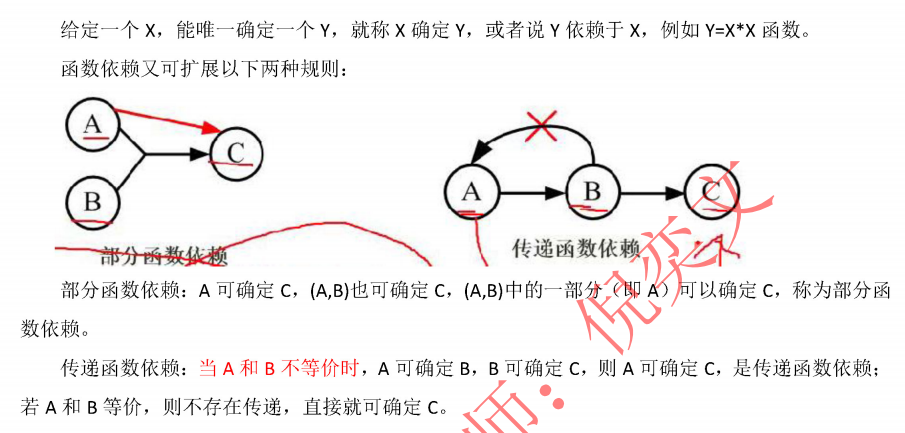 给定一个 X，能唯一确定一个 Y，就称 X 确定 Y，或者说 Y 依赖于 X，例如 Y=X*X 函数。
函数依赖又可扩展以下两种规则：
A
C
B
部分函数依赖
A
B
C
传递函数依赖
部分函数依赖：A 可确定 C，(A,B)也可确定 C，(A,B)中的一部分（即 A）可以确定 C，称为部分函
数依赖。
传递函数依赖：当 A 和 B 不等价时，A 可确定 B，B 可确定 C，则 A 可确定 C，是传递函数依赖；
若 A 和 B 等价，则不存在传递，直接就可确定 C。
师：倪奕文